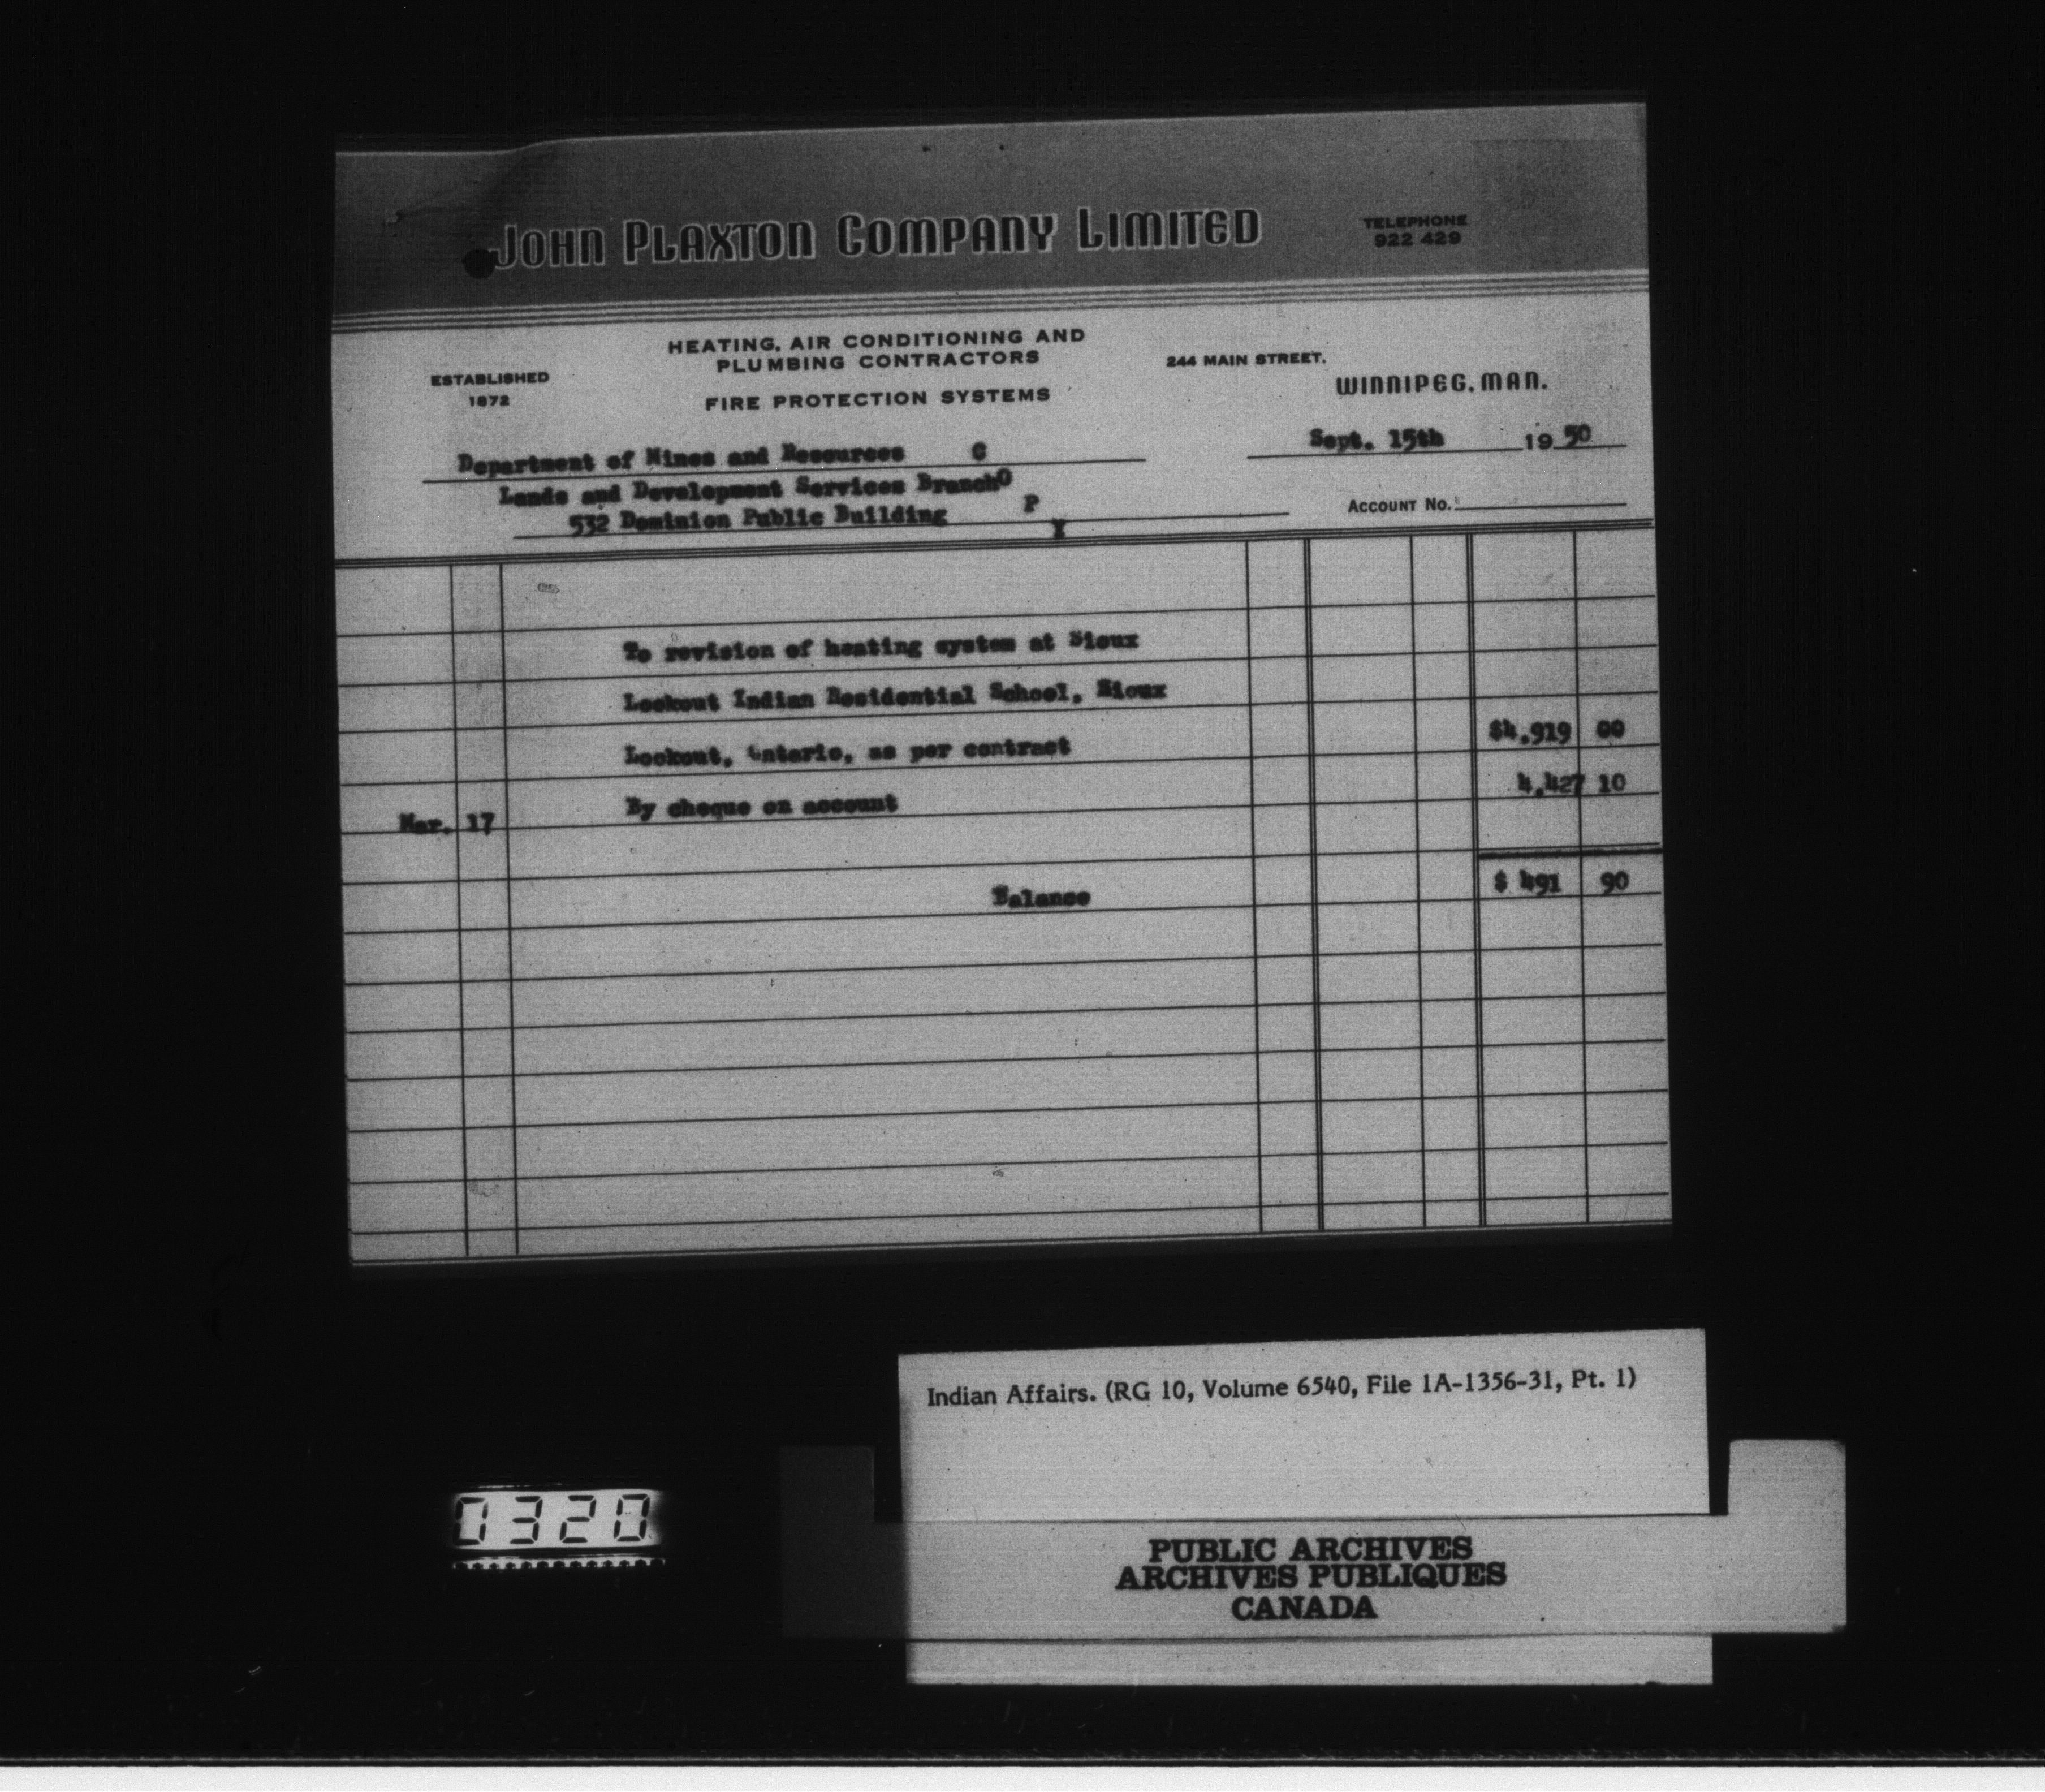 JOHN PLAXTON COMPANY LIMITED
TELEPHONE
922 429
HEATING, AIR CONDITIONING AND
PLUMBING CONTRACTORS
FIRE PROTECTION SYSTEMS
ESTABLISHED
1872
244 MAIN STREET,
WINNIPEG, MAN.
Sept. 15th 19 50
Department of Mines and Resources C
Lands and Development Services Branch O
532 Dominion Public Building P
Y
ACCOUNT No.
To revision of heating system at Sioux
Lookout Indian Residential School, Sioux
Lookout, Ontario, as per contract $4,919 00
Mar. 17 By cheque on account 4,427 10
Balance $ 491 90
Indian Affairs. (RG 10, Volume 6540, File 1A-1356-31, Pt. 1)
0320
PUBLIC ARCHIVES
ARCHIVES PUBLIQUES
CANADA